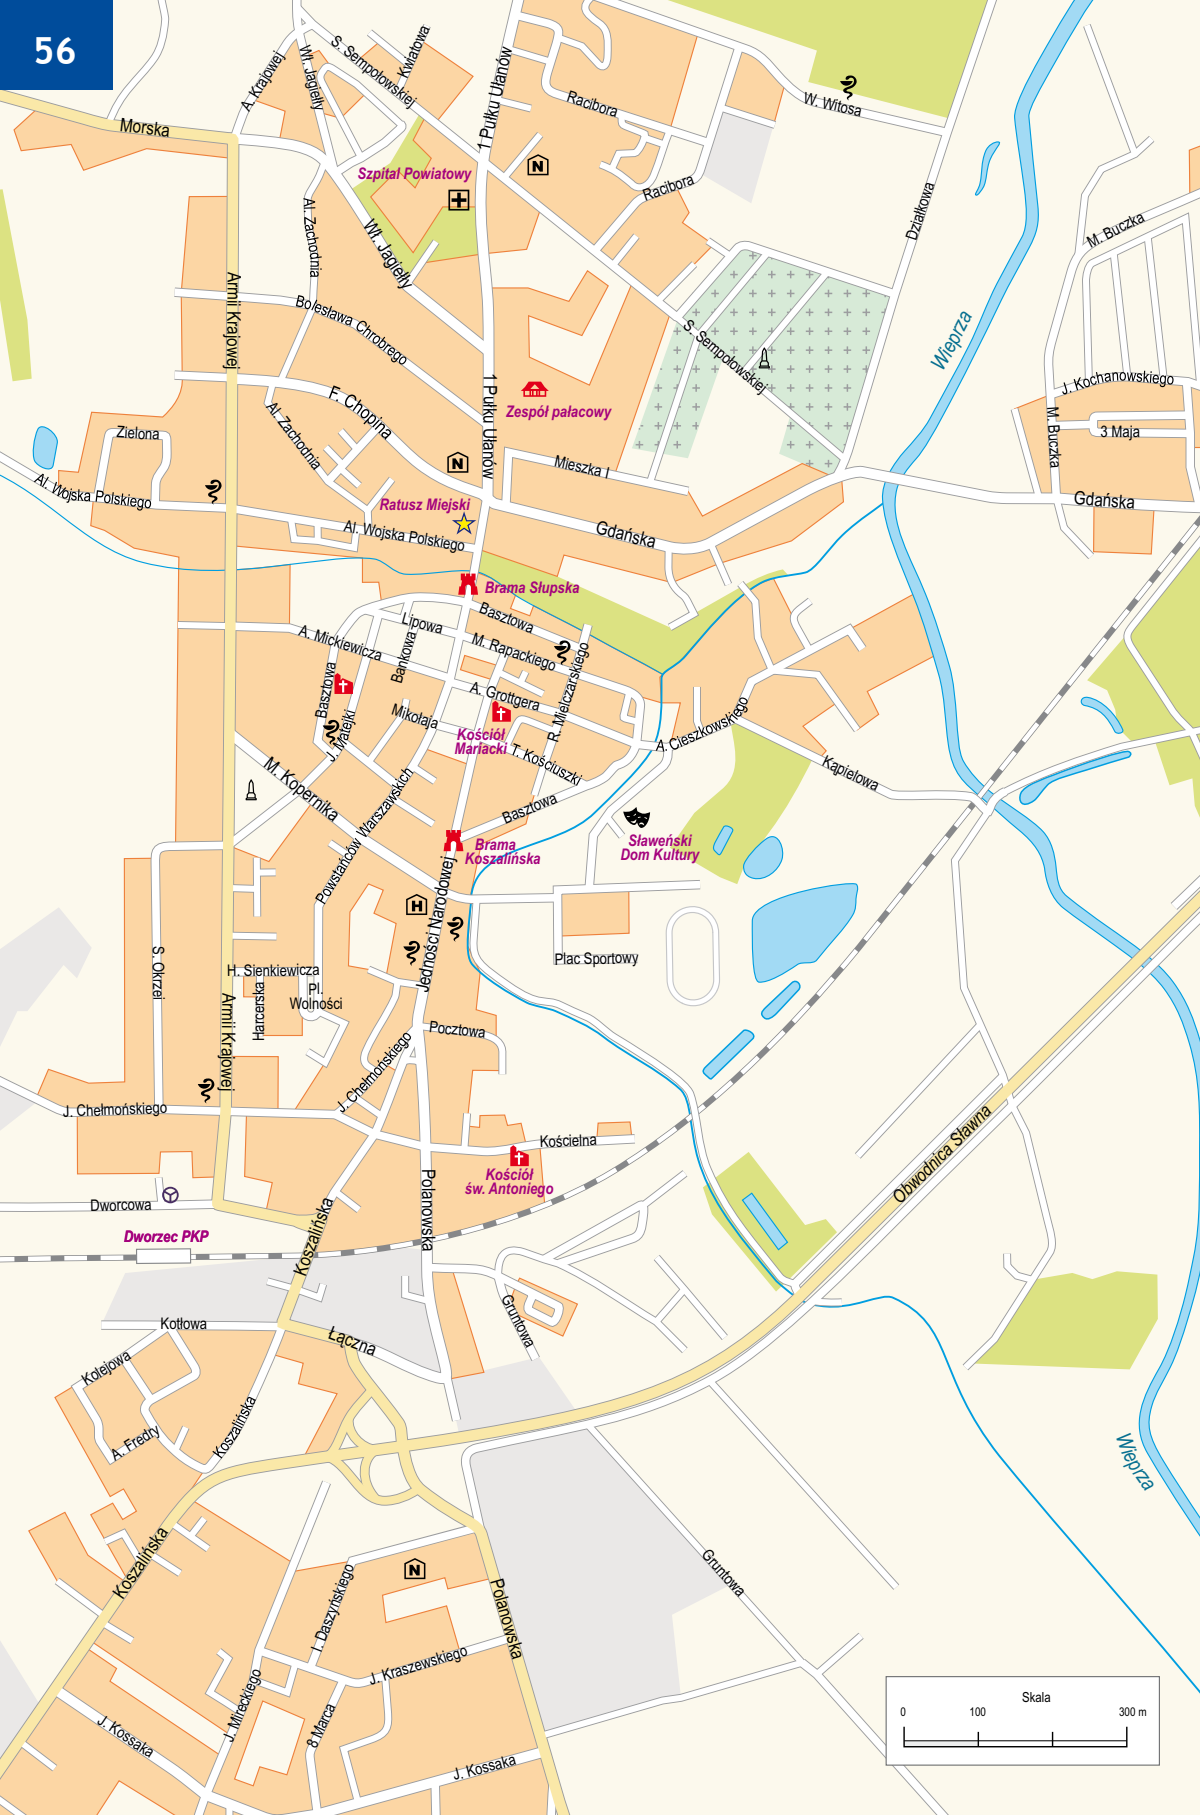 56
Morska
A. Krajowej
Wł. Jagiełły
S. Sempołowskiej
Kwiatowa
1 Pułku Ułanów
Racibora
W. Witosa
Szpital Powiatowy
Racibora
Działkowa
M. Buczka
Al. Zachodnia
Wł. Jagiełły
Armii Krajowej
Bolesława Chrobrego
Wieprza
S. Sempołowskiej
J. Kochanowskiego
F. Chopina
1 Pułku Ułanów
Zespół pałacowy
M. Buczka
3 Maja
Zielona
Al. Zachodnia
Mieszka I
Al. Wojska Polskiego
Ratusz Miejski
Gdańska
Al. Wojska Polskiego
Gdańska
Brama Słupska
Basztowa
Lipowa
A. Mickiewicza
Bankowa
M. Rapackiego
R. Mielczarskiego
Basztowa
A. Grottgera
Mikołaja
J. Matejki
Kościół
Mariacki
T. Kościuszki
A. Cieszkowskiego
Kąpielowa
M. Kopernika
Powstańców Warszawskich
Basztowa
Brama
Koszalińska
Sławeński
Dom Kultury
Jedności Narodowej
S. Okrzei
Plac Sportowy
H. Sienkiewicza
Harcerska
Pl.
Wolności
Armii Krajowej
Pocztowa
J. Chełmońskiego
J. Chełmońskiego
Kościelna
Obwodnica Sławna
Kościół
św. Antoniego
Dworcowa
Polanowska
Koszalińska
Dworzec PKP
Gruntowa
Kotłowa
Łączna
Kolejowa
Koszalińska
A. Fredry
Wieprza
Koszalińska
Gruntowa
I. Daszyńskiego
Polanowska
J. Kraszewskiego
J. Mireckiego
8 Marca
J. Kossaka
J. Kossaka
Skala
0 100 300 m